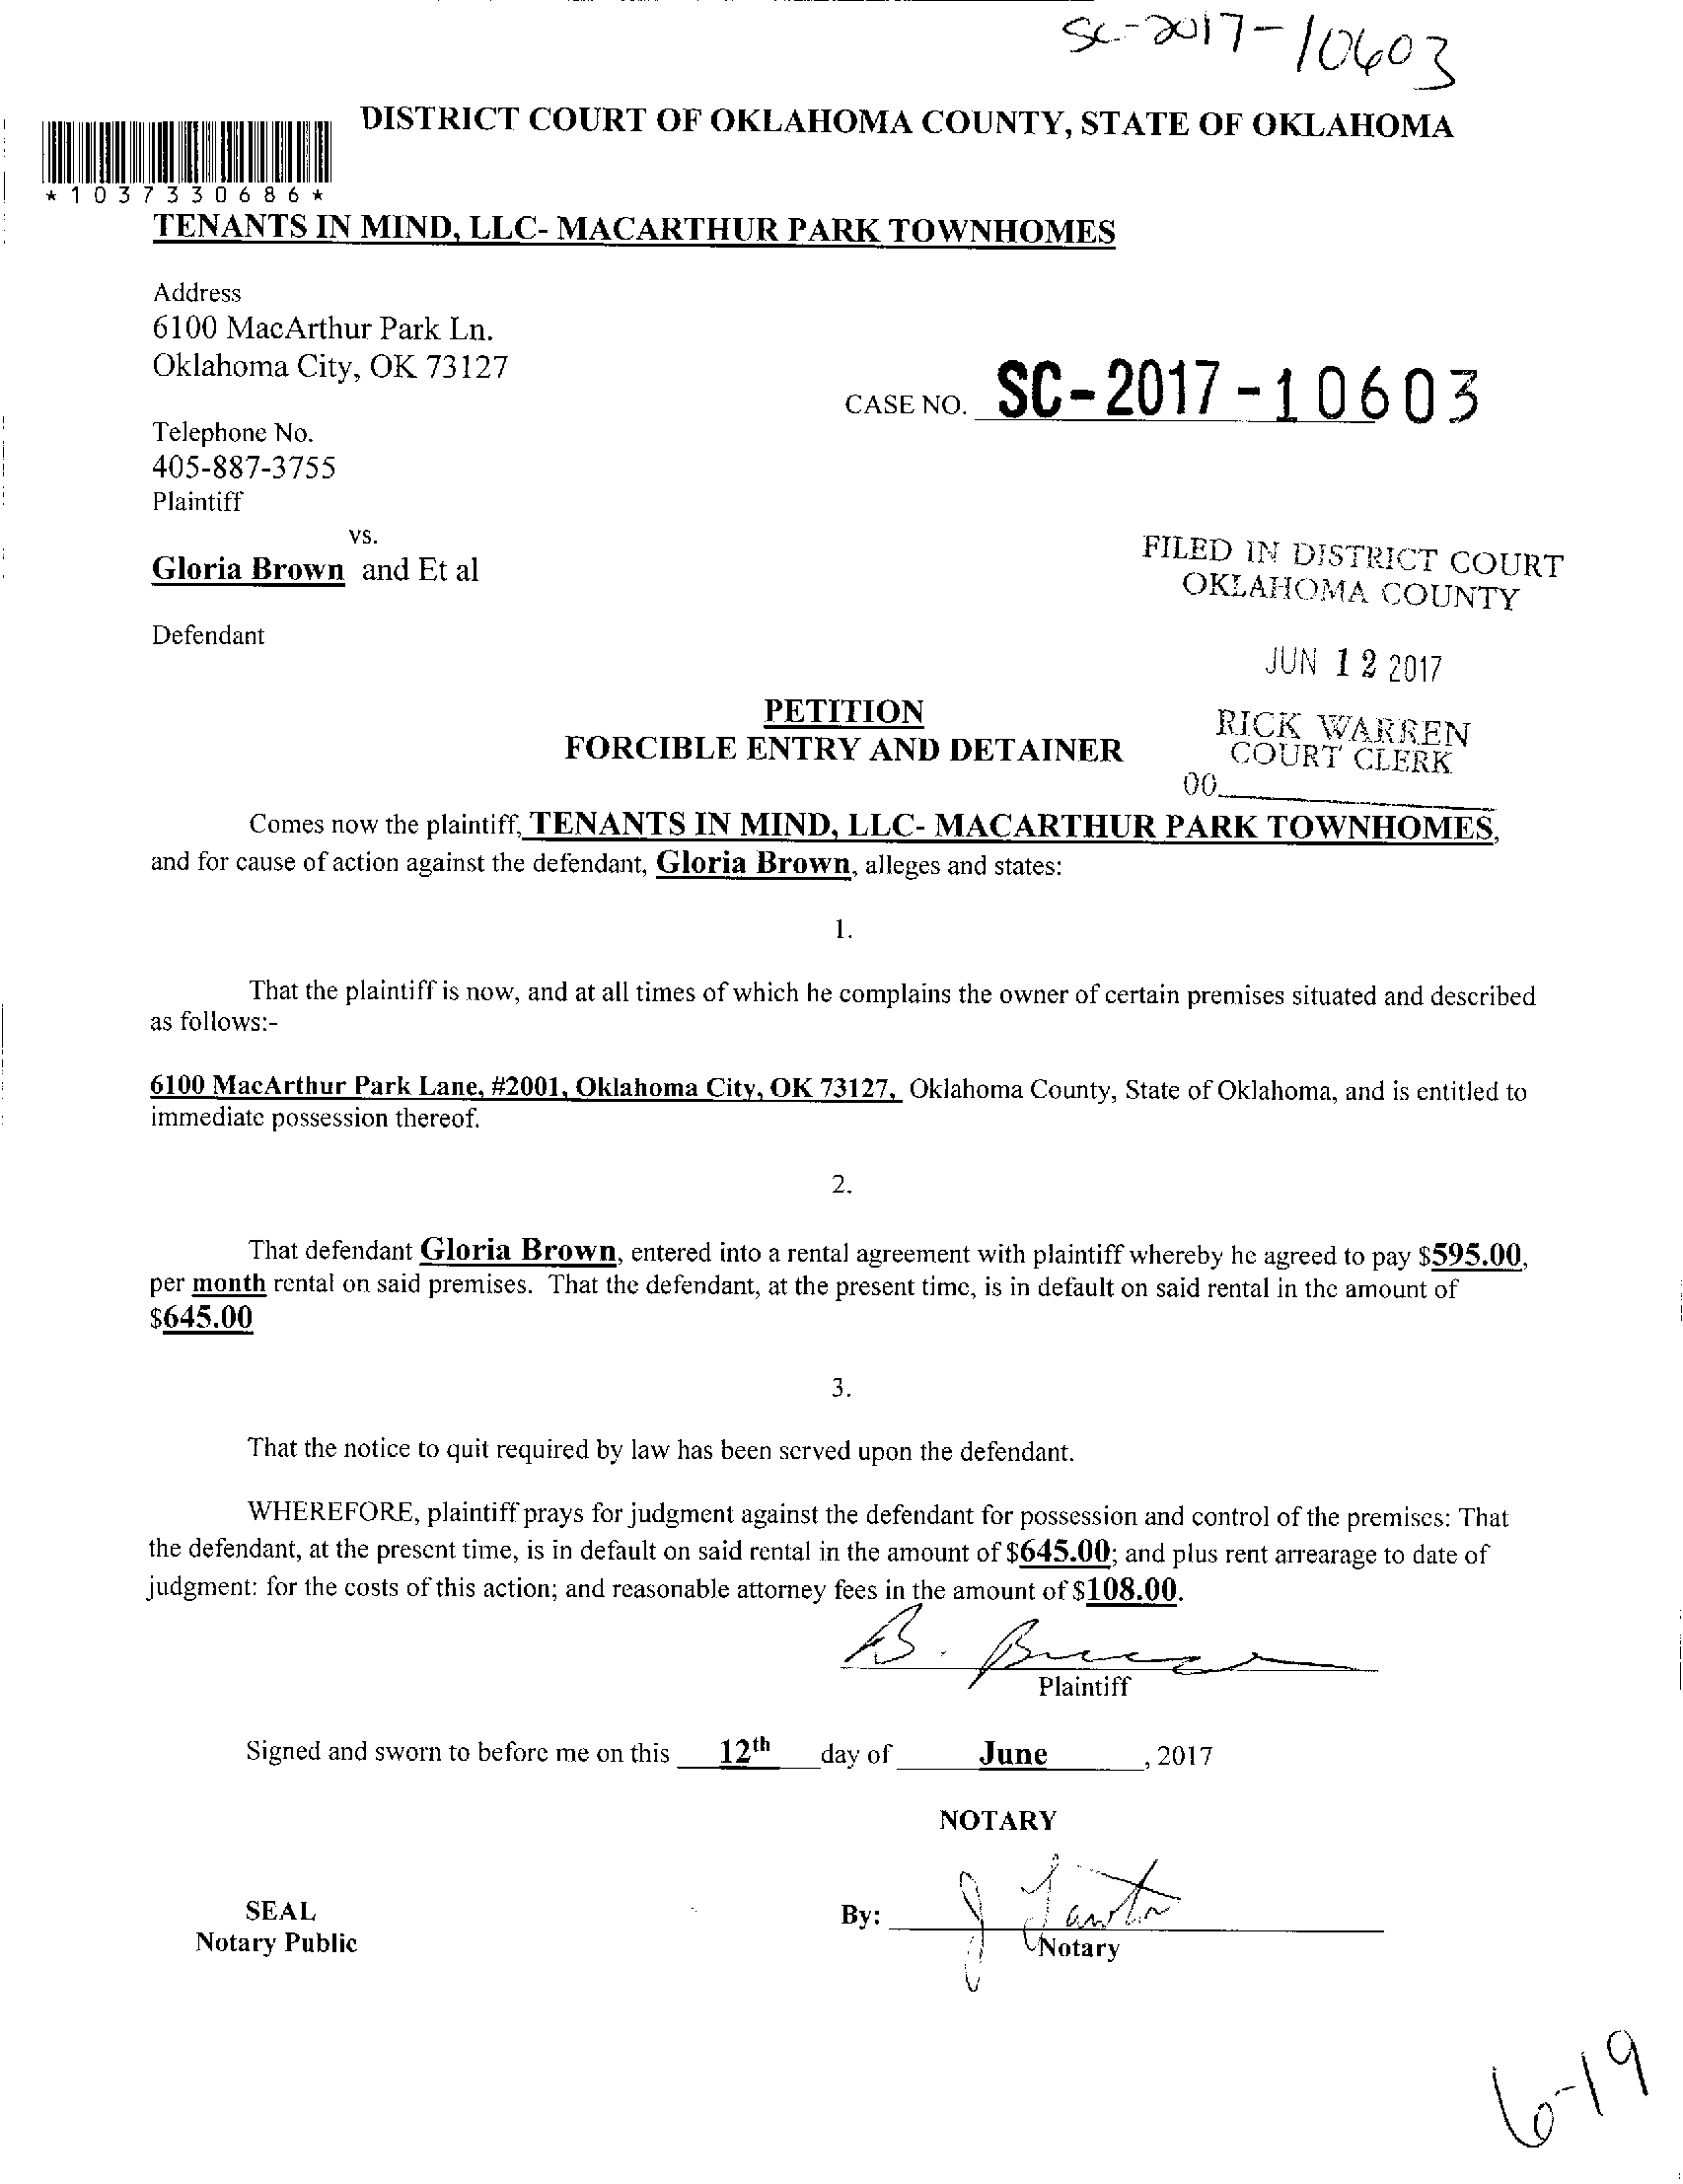 SC-2017-10603
DISTRICT COURT OF OKLAHOMA COUNTY, STATE OF OKLAHOMA
*1037330686*
TENANTS IN MIND, LLC- MACARTHUR PARK TOWNHOMES
Address
6100 MacArthur Park Ln.
Oklahoma City, OK 73127
CASE NO. SC-2017-10603
Telephone No.
405-887-3755
Plaintiff
vs.
Gloria Brown and Et al
Defendant
FILED IN DISTRICT COURT
OKLAHOMA COUNTY
JUN 12 2017
RICK WARREN
COURT CLERK
00
PETITION
FORCIBLE ENTRY AND DETAINER
Comes now the plaintiff, TENANTS IN MIND, LLC- MACARTHUR PARK TOWNHOMES,
and for cause of action against the defendant, Gloria Brown, alleges and states:
1.
That the plaintiff is now, and at all times of which he complains the owner of certain premises situated and described
as follows:-
6100 MacArthur Park Lane, #2001, Oklahoma City, OK 73127, Oklahoma County, State of Oklahoma, and is entitled to
immediate possession thereof.
2.
That defendant Gloria Brown, entered into a rental agreement with plaintiff whereby he agreed to pay $595.00,
per month rental on said premises. That the defendant, at the present time, is in default on said rental in the amount of
$645.00
3.
That the notice to quit required by law has been served upon the defendant.
WHEREFORE, plaintiff prays for judgment against the defendant for possession and control of the premises: That
the defendant, at the present time, is in default on said rental in the amount of $645.00; and plus rent arrearage to date of
judgment: for the costs of this action; and reasonable attorney fees in the amount of $108.00.
B.
Plaintiff
Signed and sworn to before me on this 12th day of June, 2017
NOTARY
SEAL
Notary Public
By: J
Notary
6-19